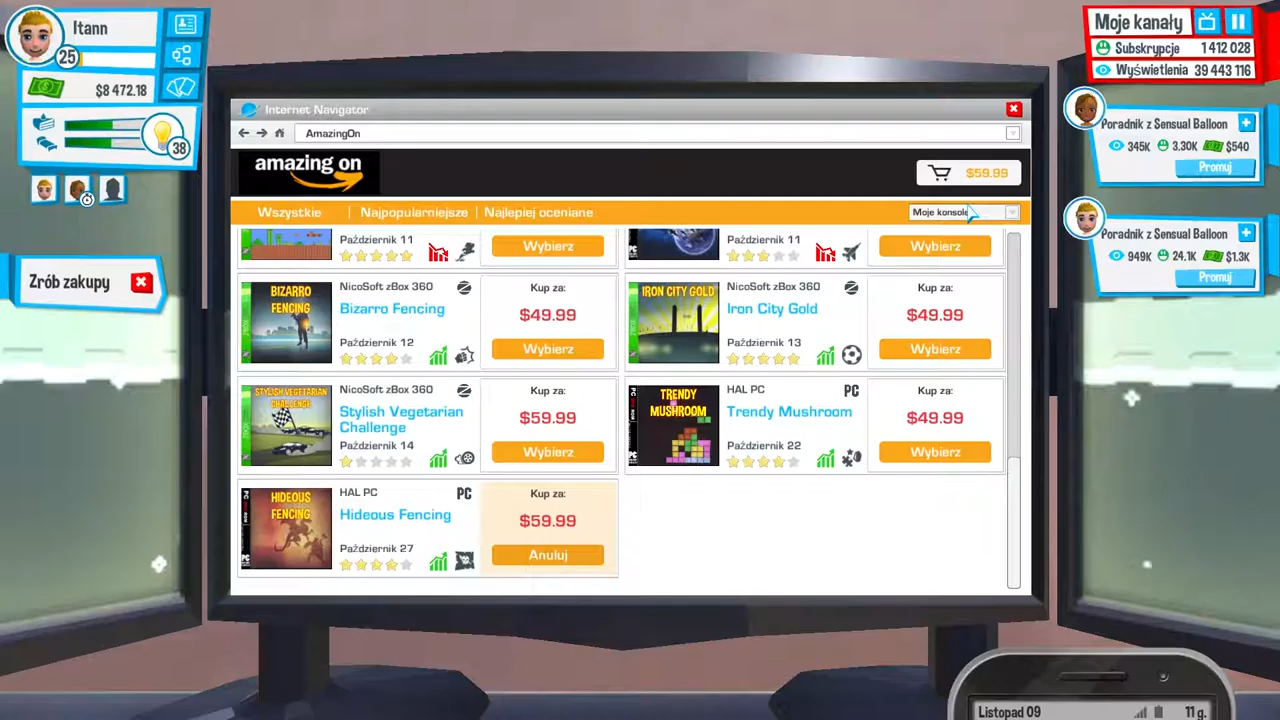 Itann
25
$8 472.18
38
Zrób zakupy
Internet Navigator
AmazingOn
amazing on
$59.99
Wszystkie | Najpopularniejsze | Najlepiej oceniane
Moje konsole
Październik 11
Wybierz
Październik 11
Wybierz
BIZARRO FENCING
NicoSoft zBox 360
Bizarro Fencing
Październik 12
Kup za:
$49.99
Wybierz
IRON CITY GOLD
NicoSoft zBox 360
Iron City Gold
Październik 13
Kup za:
$49.99
Wybierz
STYLISH VEGETARIAN CHALLENGE
NicoSoft zBox 360
Stylish Vegetarian
Challenge
Październik 14
Kup za:
$59.99
Wybierz
TRENDY
MUSHROOM
HAL PC
PC
Trendy Mushroom
Październik 22
Kup za:
$49.99
Wybierz
HIDEOUS
FENCING
HAL PC
PC
Hideous Fencing
Październik 27
Kup za:
$59.99
Anuluj
Moje kanały
Subskrypcje 1 412 028
Wyświetlenia 39 443 116
Poradnik z Sensual Balloon
345K 3.30K $540
Promuj
Poradnik z Sensual Balloon
949K 24.1K $1.3K
Promuj
Listopad 09 11 g.